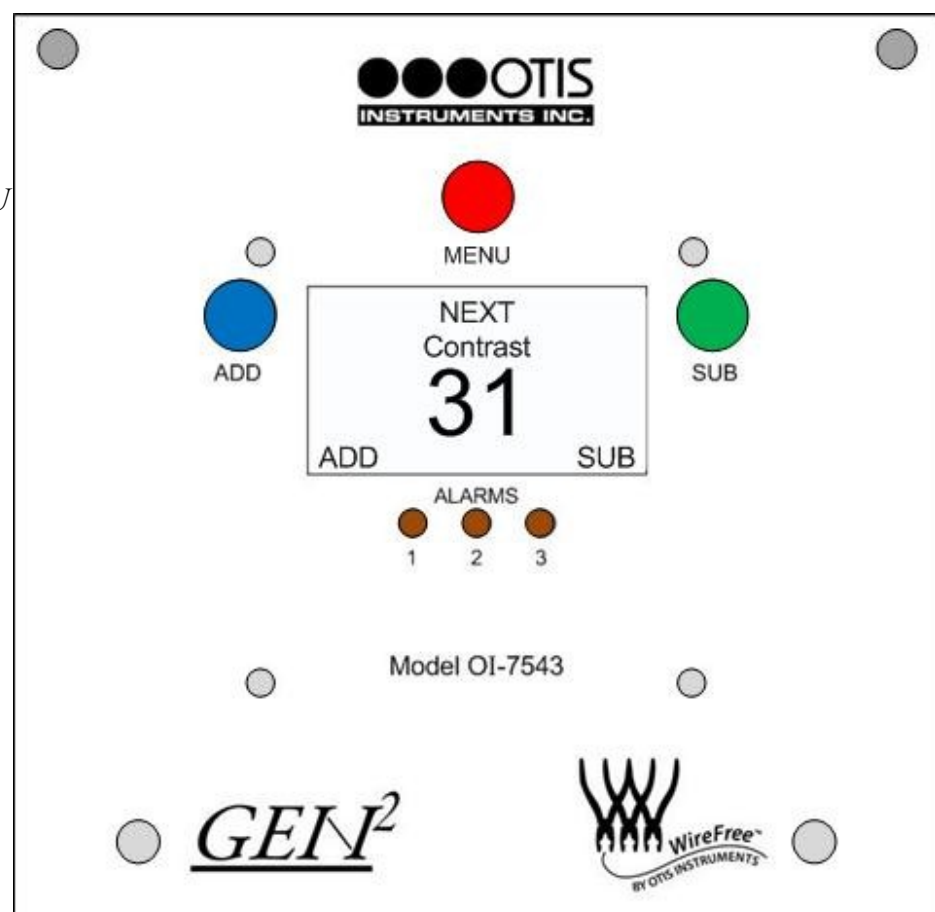 OTIS
INSTRUMENTS INC.
U
MENU
ADD
SUB
NEXT
Contrast
31
ADD SUB
ALARMS
1 2 3
Model OI-7543
GEN²
WireFree™
BY OTIS INSTRUMENTS